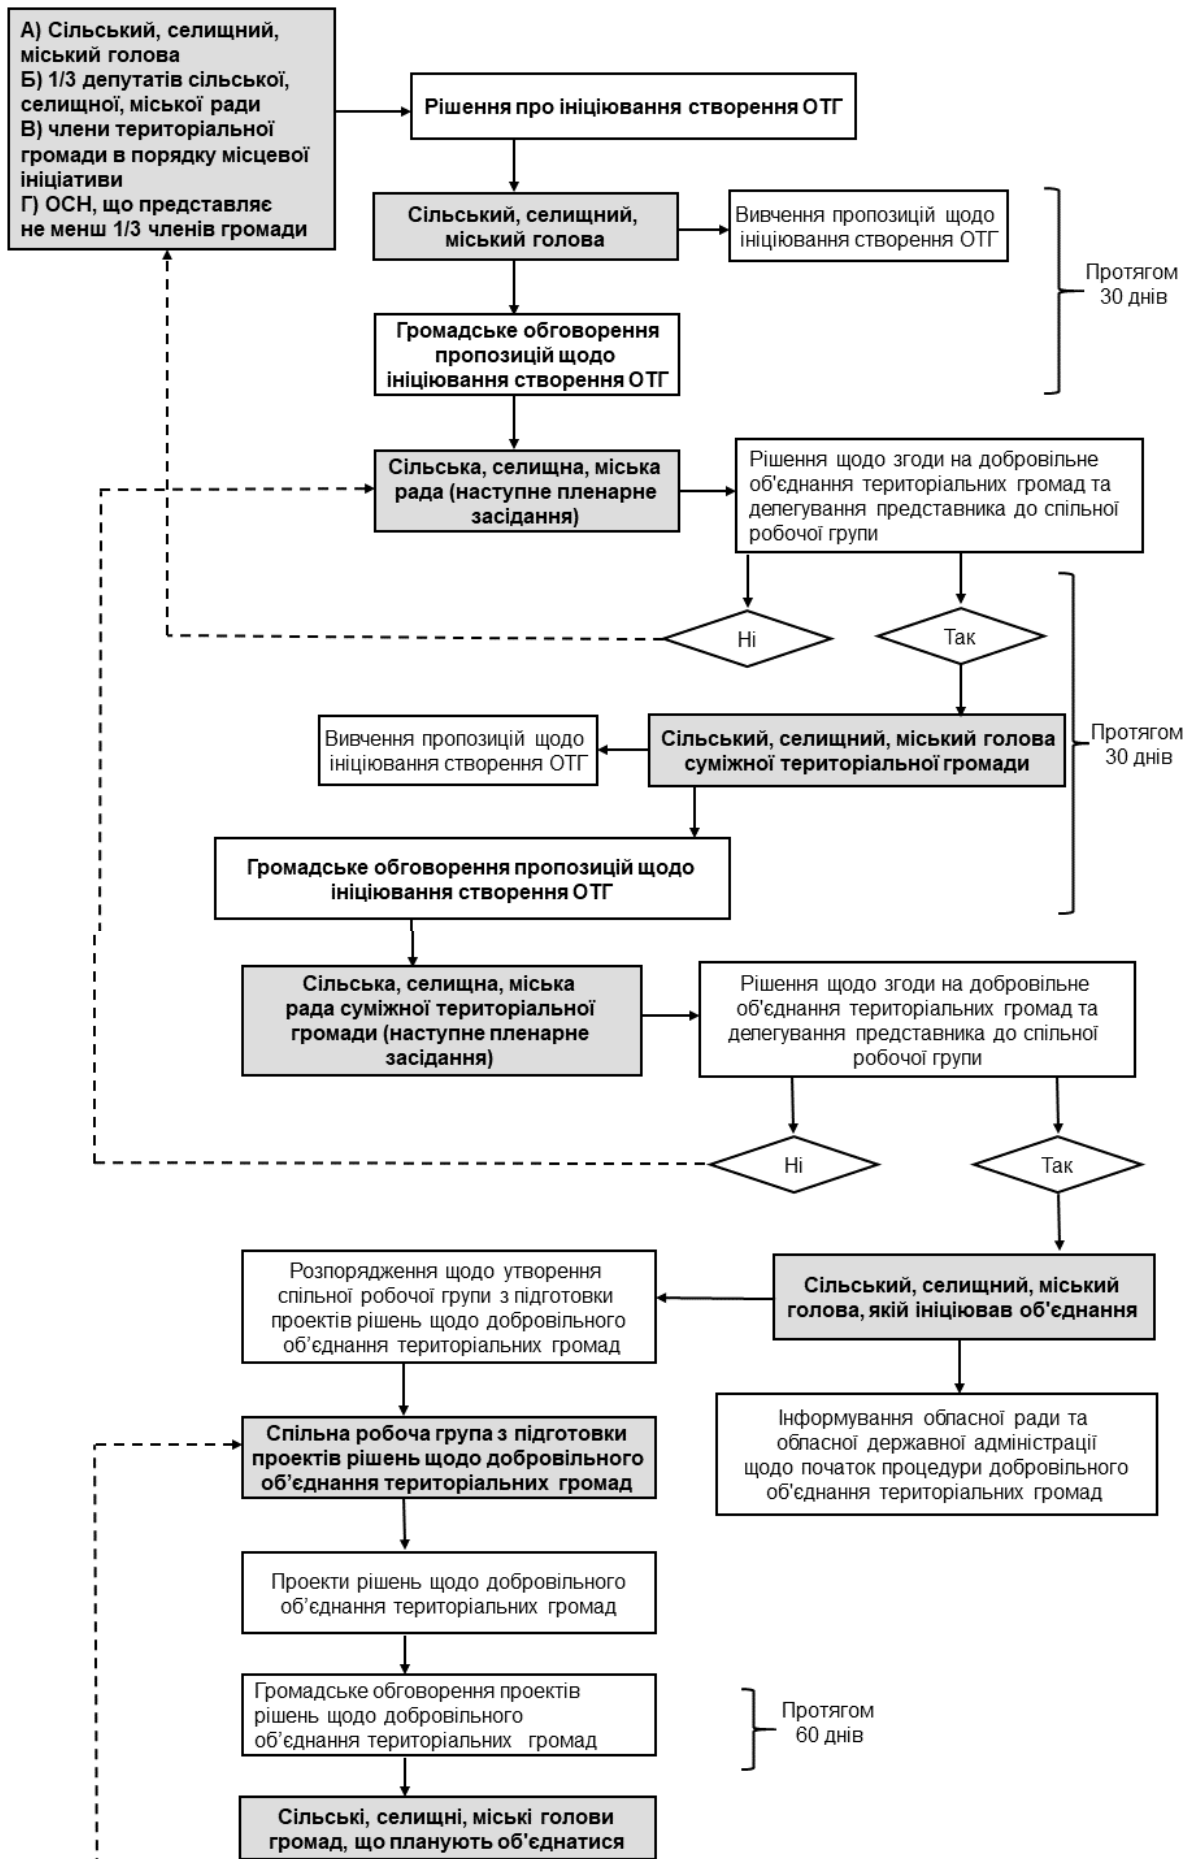 А) Сільський, селищний,
міський голова
Б) 1/3 депутатів сільської,
селищної, міської ради
В) члени територіальної
громади в порядку місцевої
ініціативи
Г) ОСН, що представляє
не менш 1/3 членів громади
Рішення про ініціювання створення ОТГ
Сільський, селищний,
міський голова
Вивчення пропозицій щодо
ініціювання створення ОТГ
Протягом
30 днів
Громадське обговорення
пропозицій щодо
ініціювання створення ОТГ
Сільська, селищна, міська
рада (наступне пленарне
засідання)
Рішення щодо згоди на добровільне
об'єднання територіальних громад та
делегування представника до спільної
робочої групи
Ні
Так
Сільський, селищний, міський голова
суміжної територіальної громади
Вивчення пропозицій щодо
ініціювання створення ОТГ
Протягом
30 днів
Громадське обговорення пропозицій щодо
ініціювання створення ОТГ
Сільська, селищна, міська
рада суміжної територіальної
громади (наступне пленарне
засідання)
Рішення щодо згоди на добровільне
об'єднання територіальних громад та
делегування представника до спільної
робочої групи
Ні
Так
Сільський, селищний, міський
голова, якій ініціював об'єднання
Розпорядження щодо утворення
спільної робочої групи з підготовки
проектів рішень щодо добровільного
об’єднання територіальних громад
Інформування обласної ради та
обласної державної адміністрації
щодо початок процедури добровільного
об'єднання територіальних громад
Спільна робоча група з підготовки
проектів рішень щодо добровільного
об’єднання територіальних громад
Проекти рішень щодо добровільного
об’єднання територіальних громад
Громадське обговорення проектів
рішень щодо добровільного
об’єднання територіальних громад
Протягом
60 днів
Сільські, селищні, міські голови
громад, що планують об'єднатися